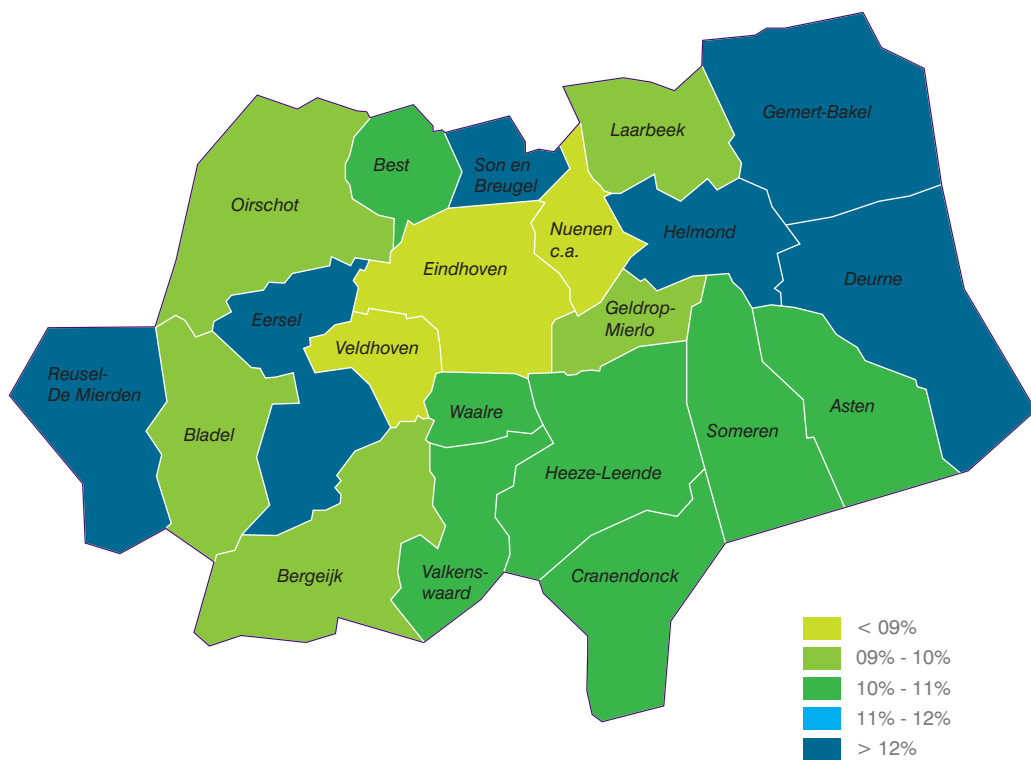 Gemert-Bakel
Laarbeek
Best
Son en
Breugel
Oirschot
Nuenen
c.a.
Helmond
Eindhoven
Deurne
Eersel
Geldrop-
Mierlo
Veldhoven
Reusel-
De Mierden
Waalre
Asten
Bladel
Someren
Heeze-Leende
Bergeijk
Valkens-
waard
Cranendonck
< 09%
09% - 10%
10% - 11%
11% - 12%
> 12%